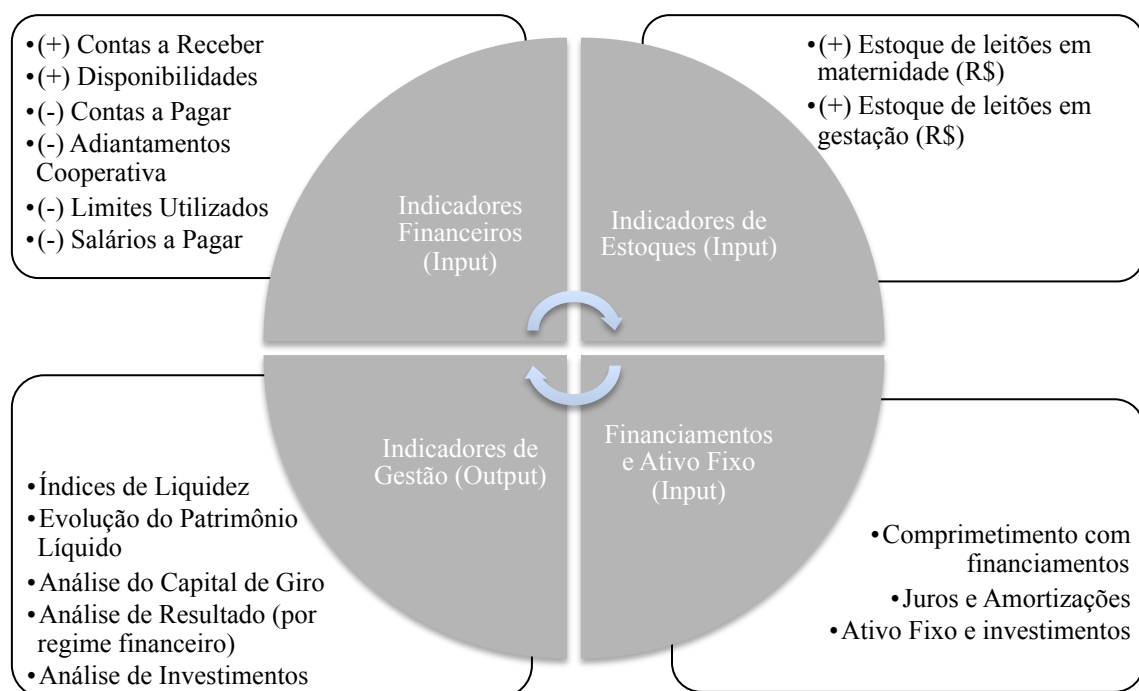 •(+) Contas a Receber
•(+) Disponibilidades
•(-) Contas a Pagar
•(-) Adiantamentos
Cooperativa
•(-) Limites Utilizados
•(-) Salários a Pagar
•(+) Estoque de leitões em
maternidade (R$)
•(+) Estoque de leitões em
gestação (R$)
Indicadores
Financeiros
(Input)
Indicadores de
Estoques (Input)
Indicadores de
Gestão (Output)
Financiamentos
e Ativo Fixo
(Input)
•Índices de Liquidez
•Evolução do Patrimônio
Líquido
•Análise do Capital de Giro
•Análise de Resultado (por
regime financeiro)
•Análise de Investimentos
•Comprimetimento com
financiamentos
•Juros e Amortizações
•Ativo Fixo e investimentos